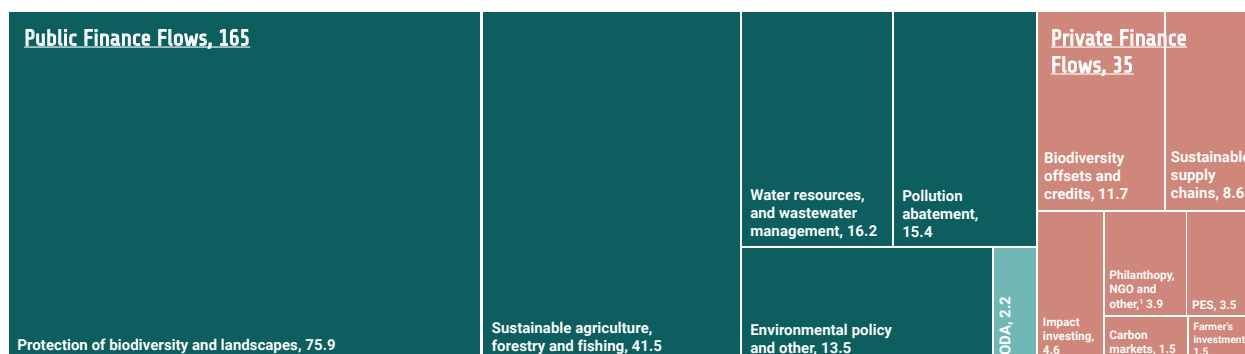 Public Finance Flows, 165
Protection of biodiversity and landscapes, 75.9
Sustainable agriculture,
forestry and fishing, 41.5
Water resources,
and wastewater
management, 16.2
Pollution
abatement,
15.4
Environmental policy
and other, 13.5
ODA, 2.2
Private Finance
Flows, 35
Biodiversity
offsets and
credits, 11.7
Sustainable
supply
chains, 8.6
Impact
investing,
4.6
Philanthopy,
NGO and
other,¹ 3.9
PES, 3.5
Carbon
markets, 1.5
Farmer's
investment
1.5